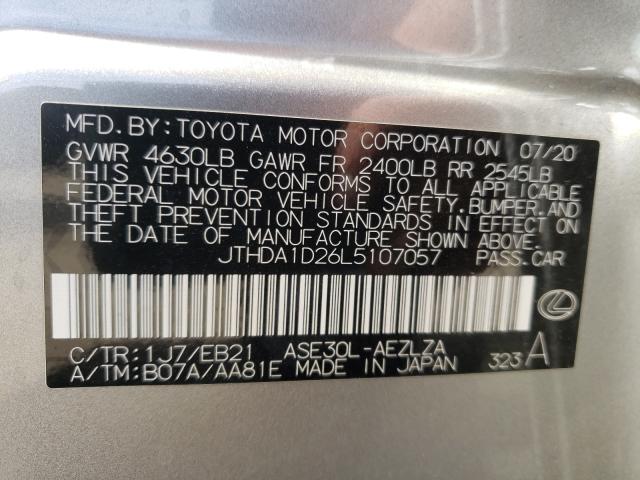 MFD.BY:TOYOTA MOTOR CORPORATION 07/20
GVWR 4630LB GAWR FR 2400LB RR 2545LB
THIS VEHICLE CONFORMS TO ALL APPLICABLE
FEDERAL MOTOR VEHICLE SAFETY,BUMPER,AND
THEFT PREVENTION STANDARDS IN EFFECT ON
THE DATE OF MANUFACTURE SHOWN ABOVE.
JTHDA1D26L5107057 PASS.CAR
C/TR:1J7/EB21 ASE30L-AEZLZA
A/TM:B07A/AA81E MADE IN JAPAN 323 A